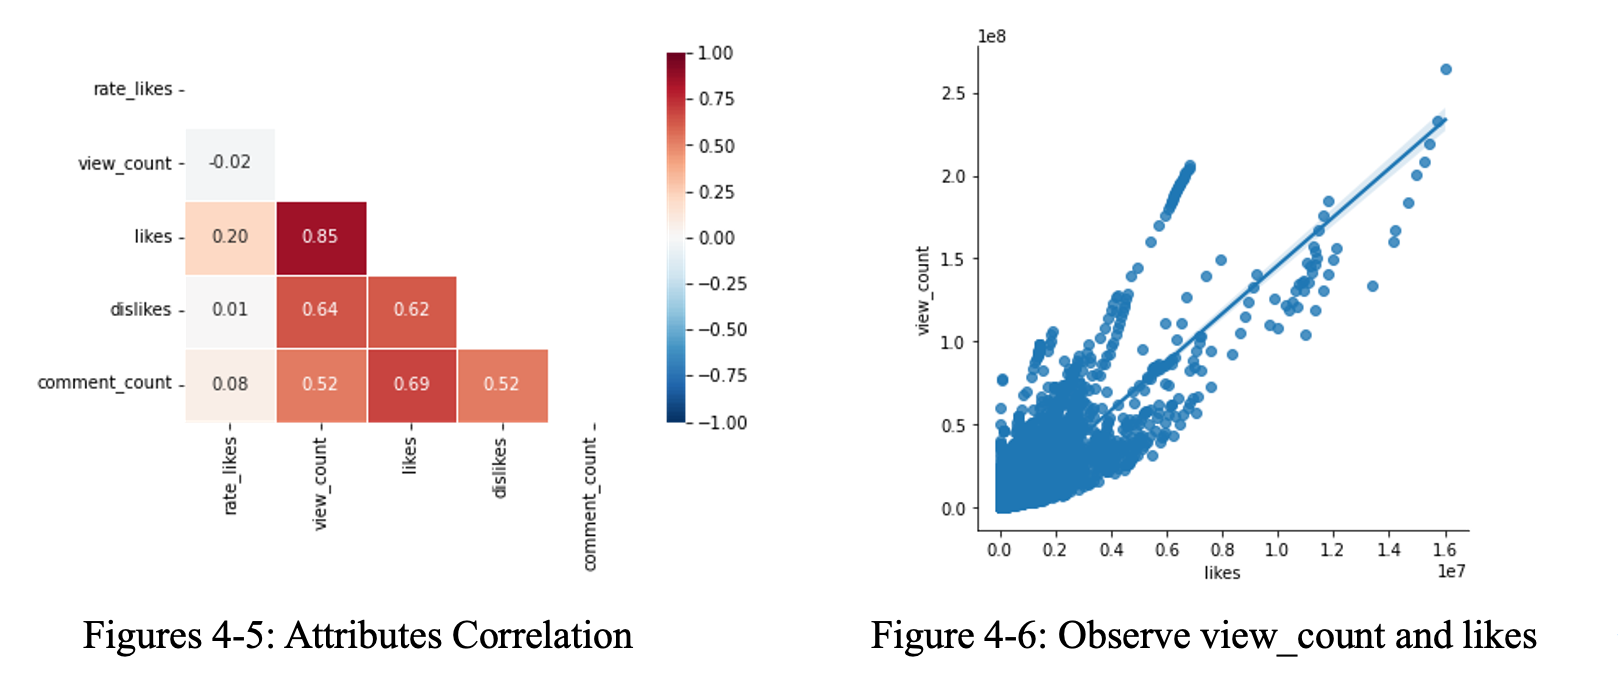 rate_likes
view_count
likes
dislikes
comment_count
-0.02
0.20 0.85
0.01 0.64 0.62
0.08 0.52 0.69 0.52
rate_likes
view_count
likes
dislikes
comment_count
1.00
0.75
0.50
0.25
0.00
−0.25
−0.50
−0.75
−1.00
Figures 4-5: Attributes Correlation
1e8
2.5
2.0
1.5
1.0
0.5
0.0
view_count
0.0 0.2 0.4 0.6 0.8 1.0 1.2 1.4 1.6
likes
1e7
Figure 4-6: Observe view_count and likes